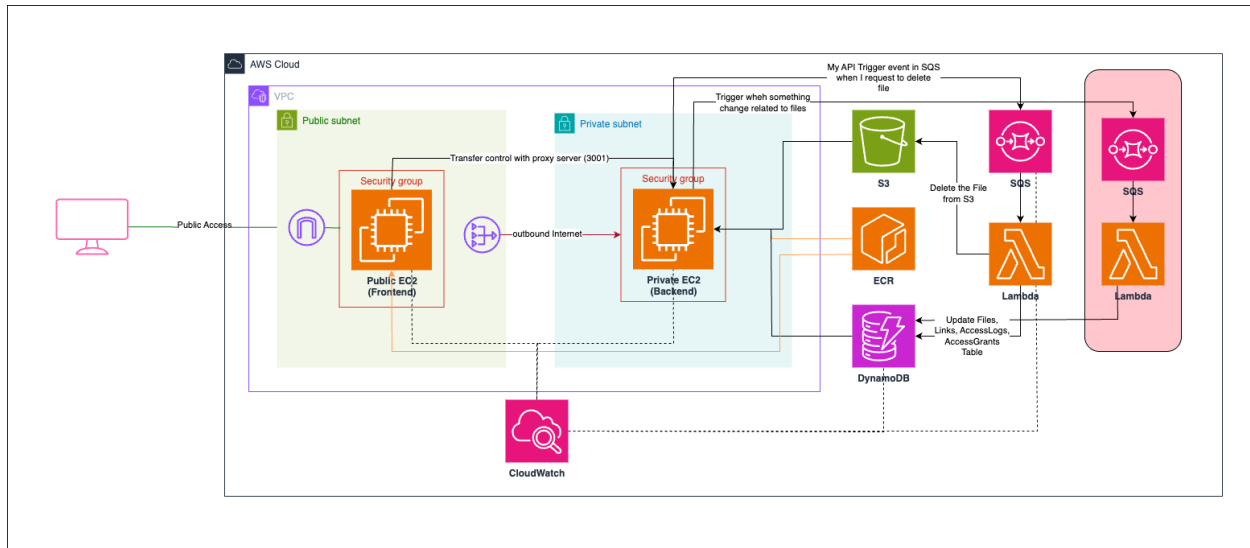 AWS Cloud
My API Trigger event in SQS
when I request to delete
file
VPC
Trigger wheh something
change related to files
Public subnet
Private subnet
Transfer control with proxy server (3001)
Security group
Security group
S3
SQS
SQS
Delete the File
from S3
Public Access
outbound Internet
Public EC2
(Frontend)
Private EC2
(Backend)
ECR
Lambda
Lambda
Update Files,
Links, AccessLogs,
AccessGrants
Table
DynamoDB
CloudWatch